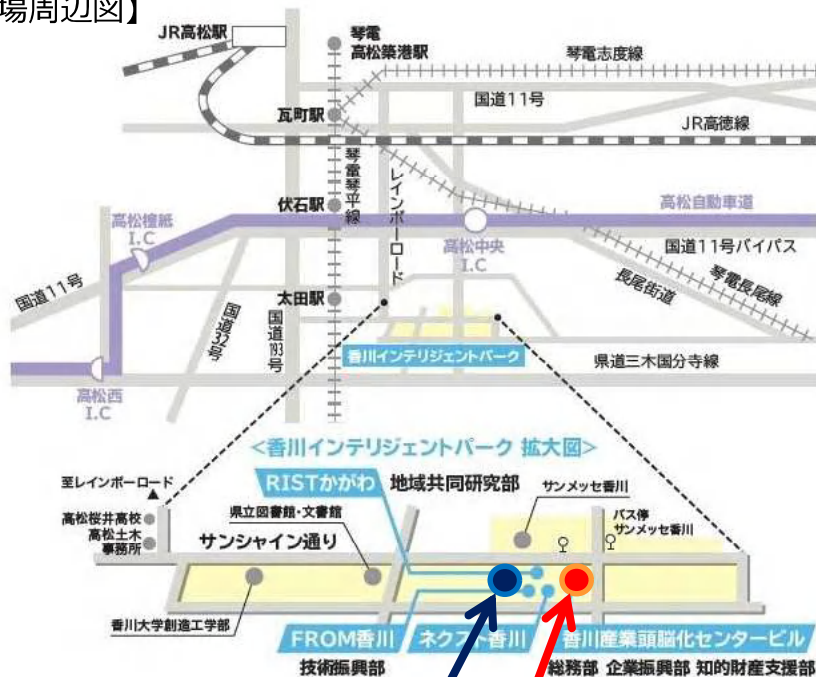 場周辺図】
JR高松駅
琴電
高松築港駅
琴電志度線
国道11号
瓦町駅
JR高徳線
琴電琴平線
レインボーロード
伏石駅
高松自動車道
高松檀紙
I.C
高松中央
I.C
国道11号バイパス
国道11号
長尾街道
琴電長尾線
太田駅
国道32号
国道193号
香川インテリジェントパーク
県道三木国分寺線
高松西
I.C
<香川インテリジェントパーク 拡大図>
至レインボーロード
RISTかがわ
地域共同研究部
サンメッセ香川
県立図書館・文書館
バス停
サンメッセ香川
高松桜井高校
高松土木
事務所
サンシャイン通り
香川大学創造工学部
FROM香川
ネクスト香川
香川産業頭脳化センタービル
技術振興部
総務部 企業振興部 知的財産支援部